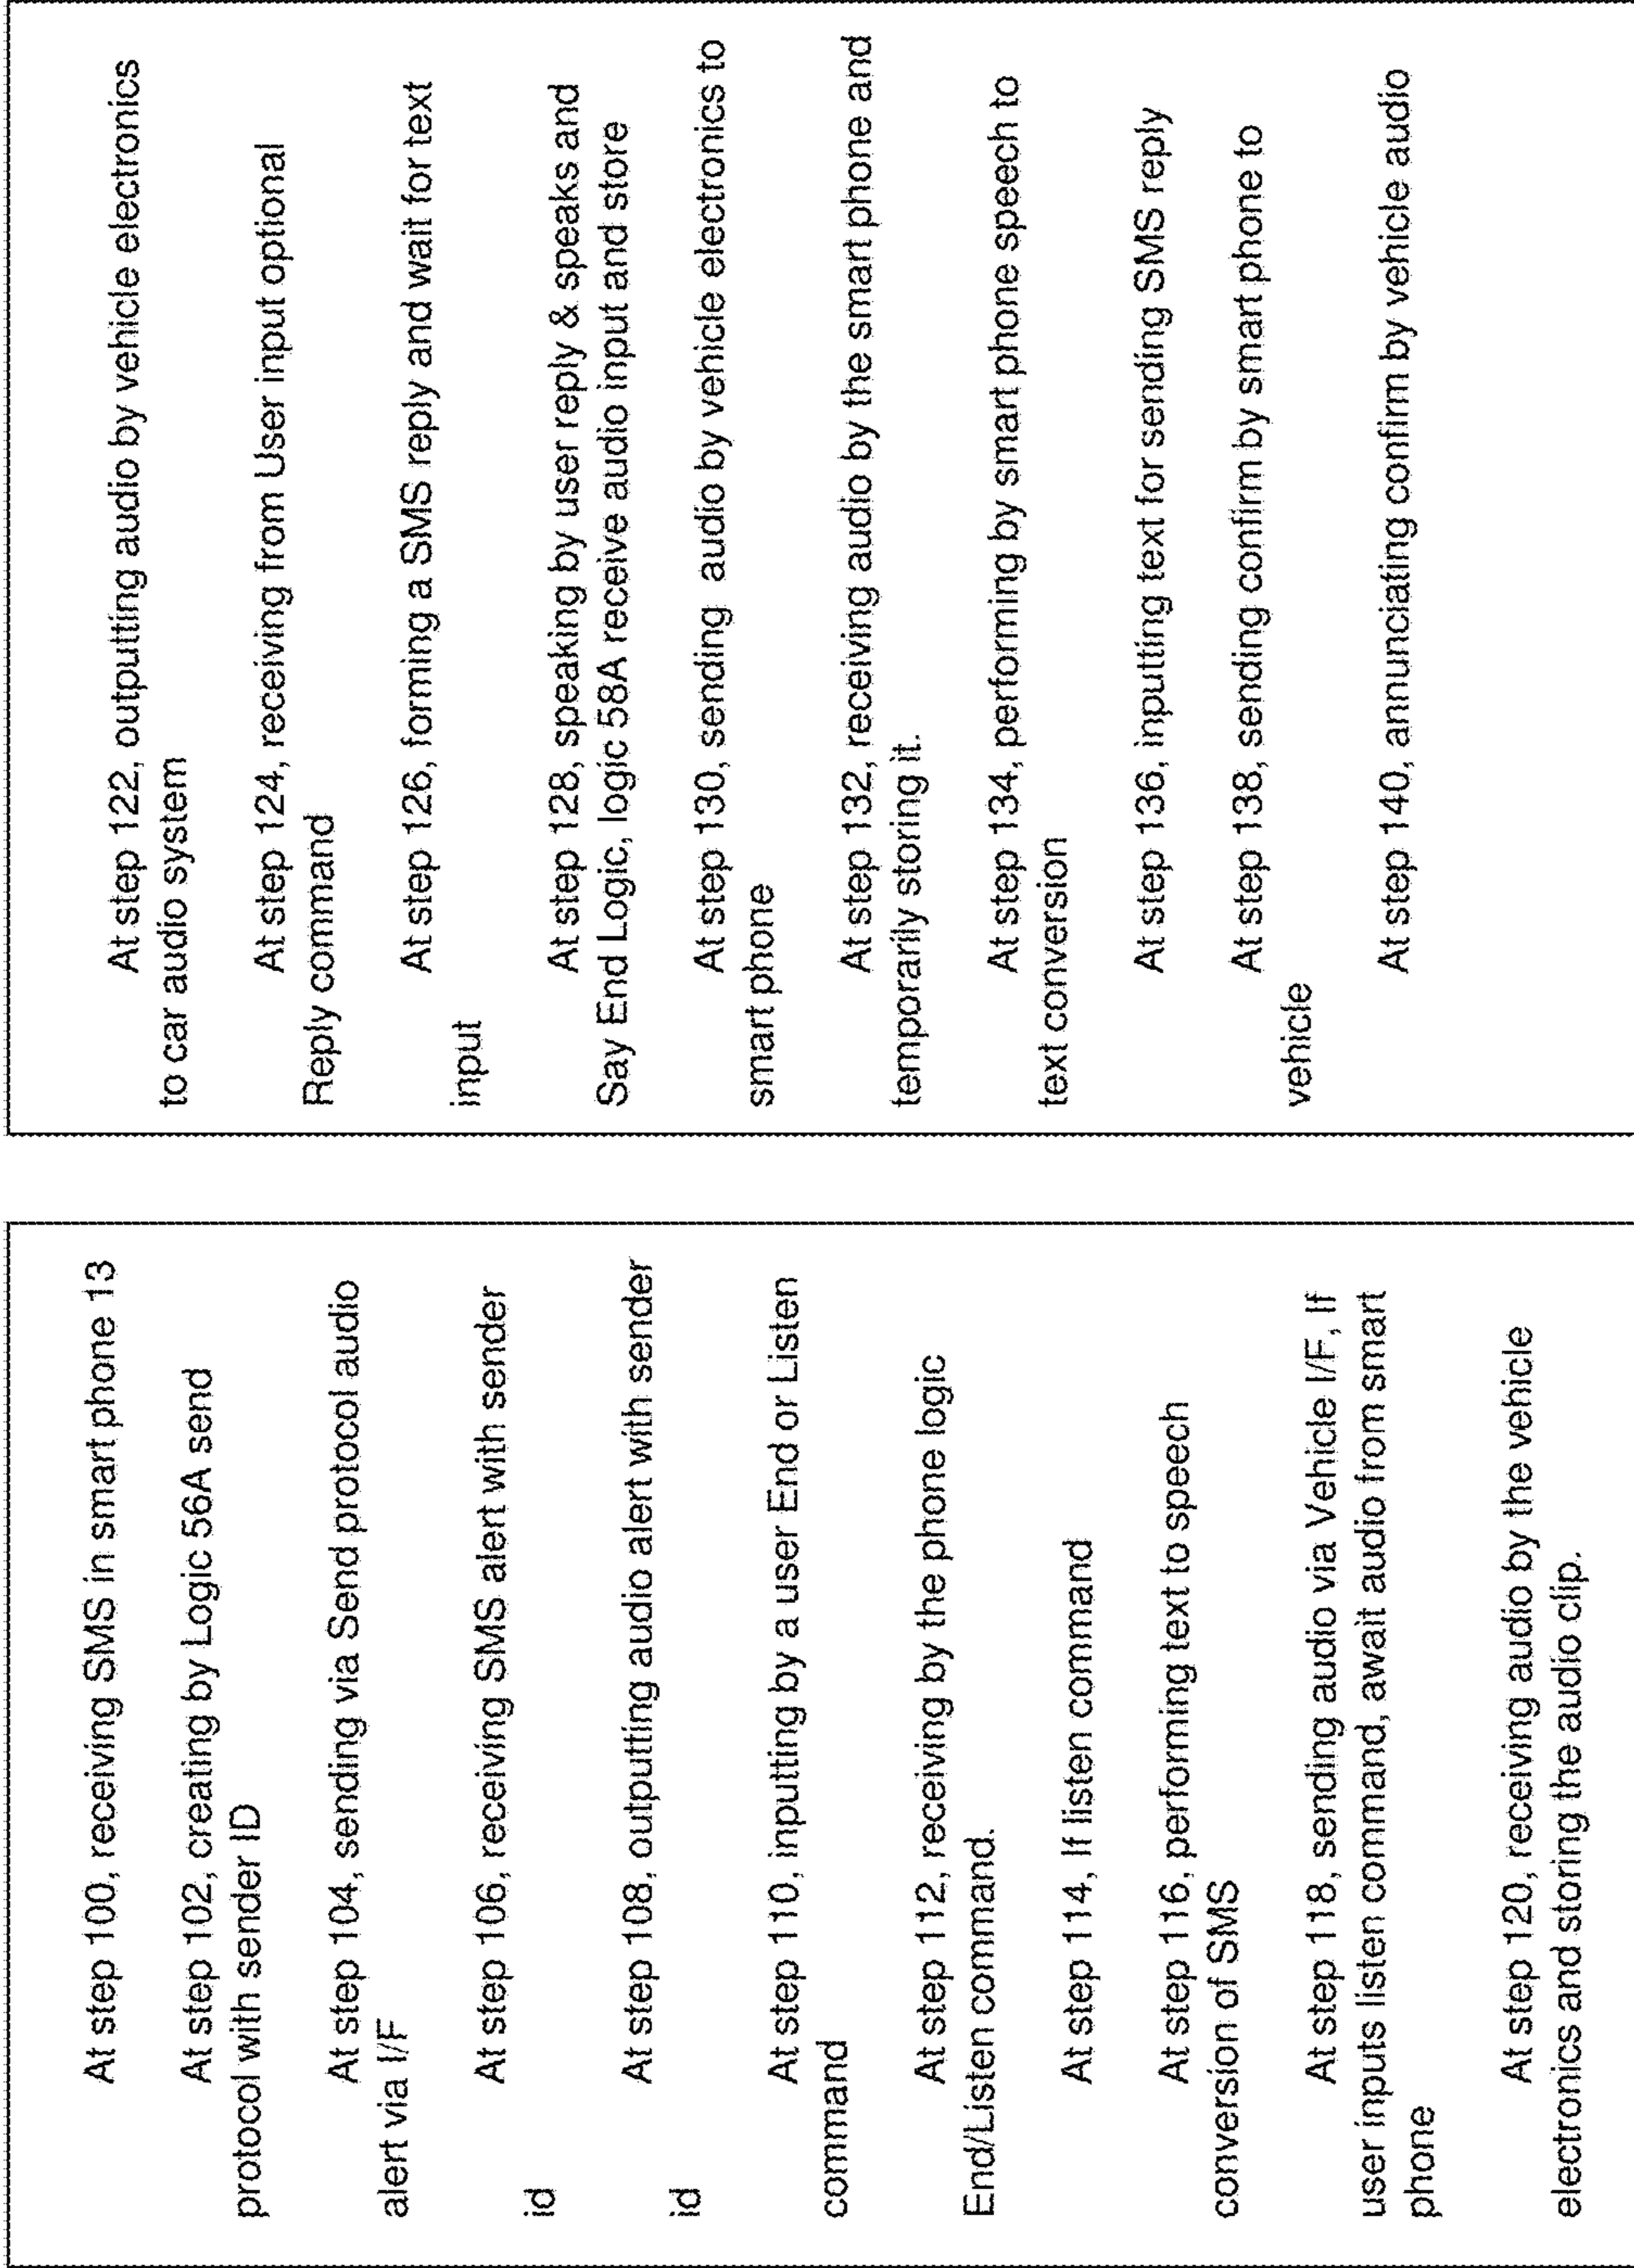 At step 100, receiving SMS in smart phone 13
At step 102, creating by Logic 56A send
protocol with sender ID
At step 104, sending via Send protocol audio
alert via I/F
At step 106, receiving SMS alert with sender
id
At step 108, outputting audio alert with sender
id
At step 110, inputting by a user End or Listen
command
At step 112, receiving by the phone logic
End/Listen command.
At step 114, If listen command
At step 116, performing text to speech
conversion of SMS
At step 118, sending audio via Vehicle I/F, If
user inputs listen command, await audio from smart
phone
At step 120, receiving audio by the vehicle
electronics and storing the audio clip.
At step 122, outputting audio by vehicle electronics
to car audio system
At step 124, receiving from User input optional
Reply command
At step 126, forming a SMS reply and wait for text
input
At step 128, speaking by user reply & speaks and
Say End Logic, logic 58A receive audio input and store
At step 130, sending audio by vehicle electronics to
smart phone
At step 132, receiving audio by the smart phone and
temporarily storing it.
At step 134, performing by smart phone speech to
text conversion
At step 136, inputting text for sending SMS reply
At step 138, sending confirm by smart phone to
vehicle
At step 140, annunciating confirm by vehicle audio